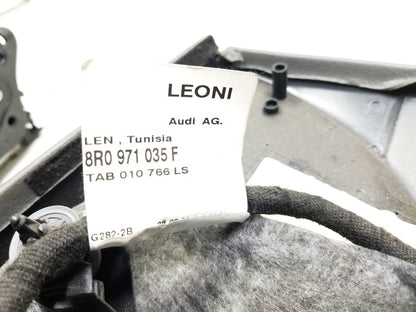 LEONI
Audi AG.
LEN , Tunisia
8R0 971 035 F
TAB 010 766 LS
G282-2B